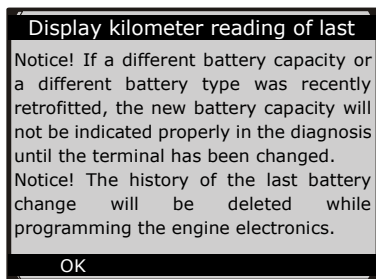 Display kilometer reading of last
Notice! If a different battery capacity or
a different battery type was recently
retrofitted, the new battery capacity will
not be indicated properly in the diagnosis
until the terminal has been changed.
Notice! The history of the last battery
change will be deleted while
programming the engine electronics.
OK